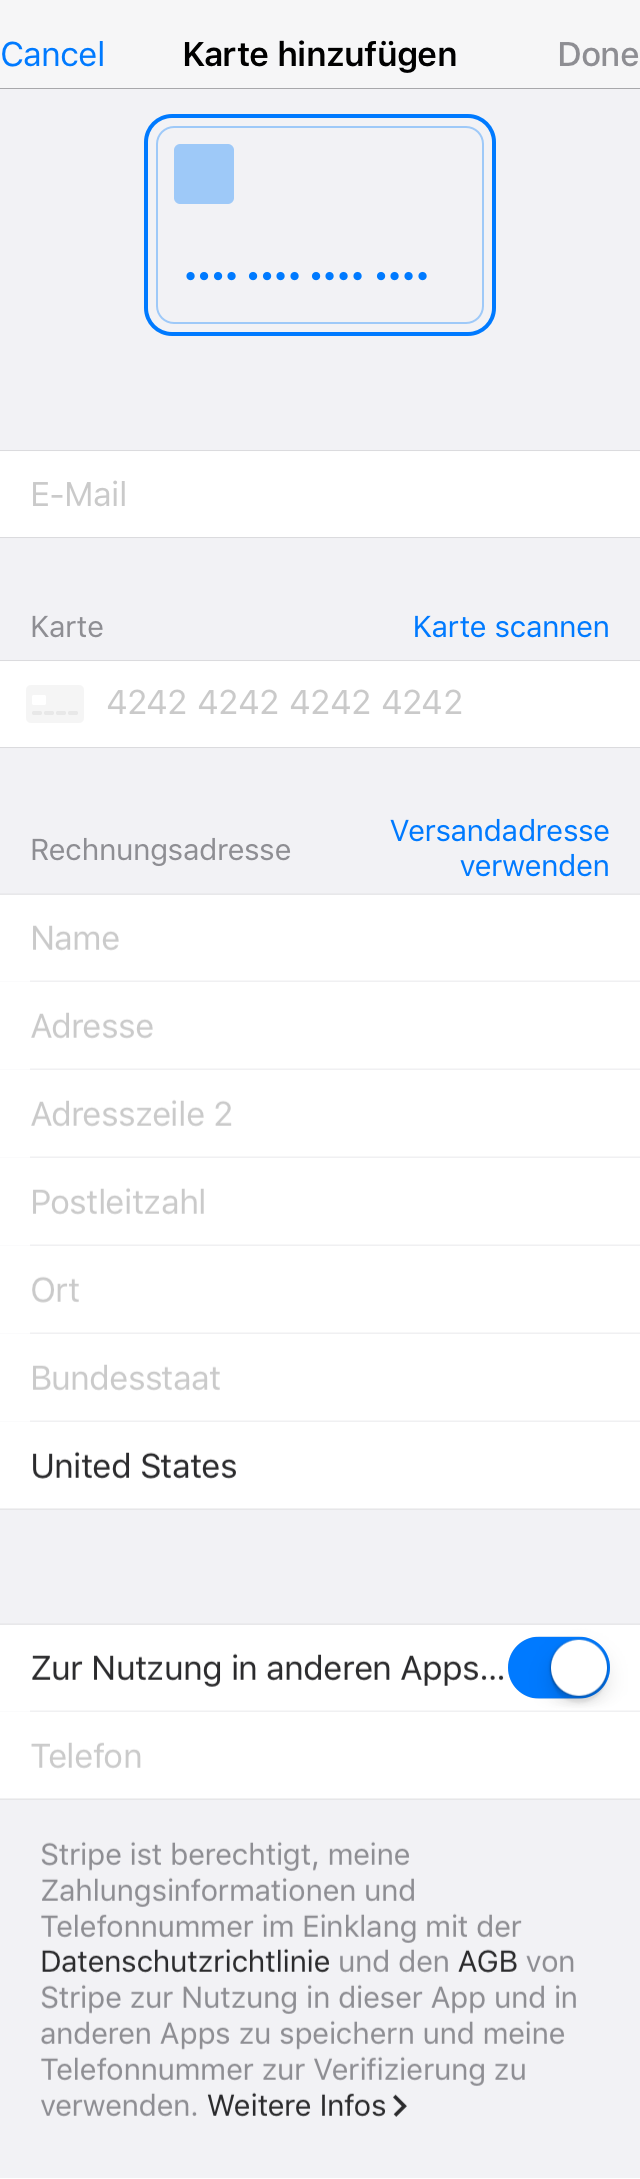 Cancel Karte hinzufügen Done
E-Mail
Karte Karte scannen
4242 4242 4242 4242
Rechnungsadresse Versandadresse
verwenden
Name
Adresse
Adresszeile 2
Postleitzahl
Ort
Bundesstaat
United States
Zur Nutzung in anderen Apps...
Telefon
Stripe ist berechtigt, meine
Zahlungsinformationen und
Telefonnummer im Einklang mit der
Datenschutzrichtlinie und den AGB von
Stripe zur Nutzung in dieser App und in
anderen Apps zu speichern und meine
Telefonnummer zur Verifizierung zu
verwenden. Weitere Infos